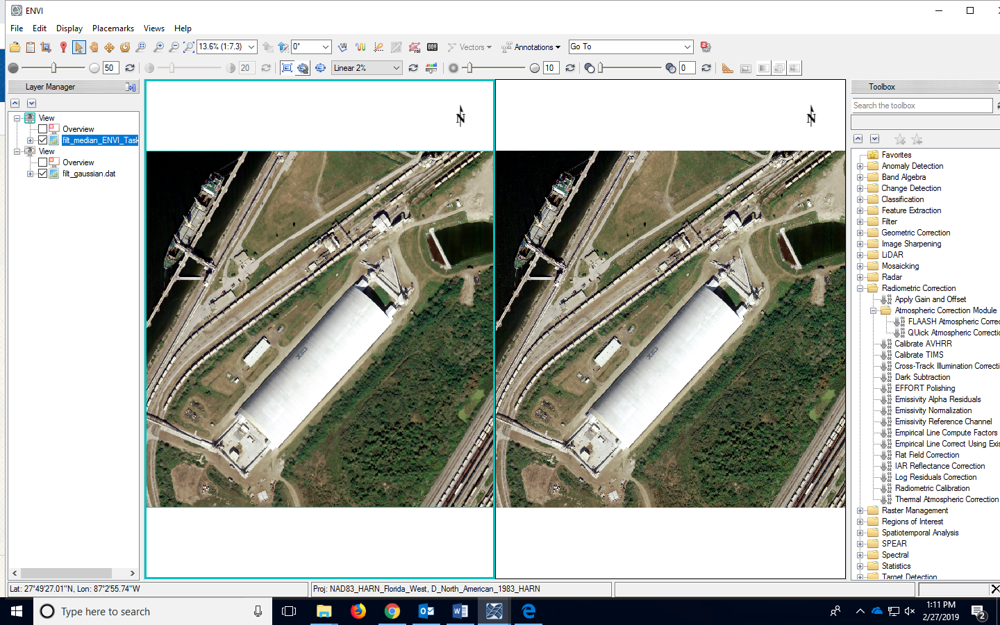 ENVI
File Edit Display Placemarks Views Help
13.6% (1:7.3) 0° Vectors Annotations Go To
50 20 Linear 2% 10 0
Layer Manager
View
Overview
filt_median_ENVI_Task
View
Overview
filt_gaussian.dat
N
N
Toolbox
Search the toolbox
Favorites
Anomaly Detection
Band Algebra
Change Detection
Classification
Feature Extraction
Filter
Geometric Correction
Image Sharpening
LiDAR
Mosaicking
Radar
Radiometric Correction
Apply Gain and Offset
Atmospheric Correction Module
FLAASH Atmospheric Correc
QUick Atmospheric Correctio
Calibrate AVHRR
Calibrate TIMS
Cross-Track Illumination Correcti
Dark Subtraction
EFFORT Polishing
Emissivity Alpha Residuals
Emissivity Normalization
Emissivity Reference Channel
Empirical Line Compute Factors
Empirical Line Correct Using Exis
Flat Field Correction
IAR Reflectance Correction
Log Residuals Correction
Radiometric Calibration
Thermal Atmospheric Correction
Raster Management
Regions of Interest
Spatiotemporal Analysis
SPEAR
Spectral
Statistics
Target Detection
Lat: 27°49'27.01"N, Lon: 87°2'55.74"W
Proj: NAD83_HARN_Florida_West, D_North_American_1983_HARN
Type here to search
1:11 PM
2/27/2019
2